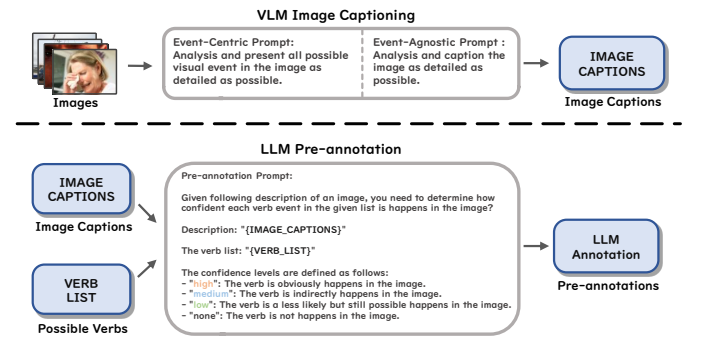 VLM Image Captioning
Images
Event-Centric Prompt:
Analysis and present all possible
visual event in the image as
detailed as possible.
Event-Agnostic Prompt :
Analysis and caption the
image as detailed as
possible.
IMAGE
CAPTIONS
Image Captions
LLM Pre-annotation
IMAGE
CAPTIONS
Image Captions
VERB
LIST
Possible Verbs
Pre-annotation Prompt:
Given following description of an image, you need to determine how
confident each verb event in the given list is happens in the image?
Description: "{IMAGE_CAPTIONS}"
The verb list: "{VERB_LIST}"
The confidence levels are defined as follows:
- "high": The verb is obviously happens in the image.
- "medium": The verb is indirectly happens in the image.
- "low": The verb is a less likely but still possible happens in the image.
- "none": The verb is not happens in the image.
LLM
Annotation
Pre-annotations